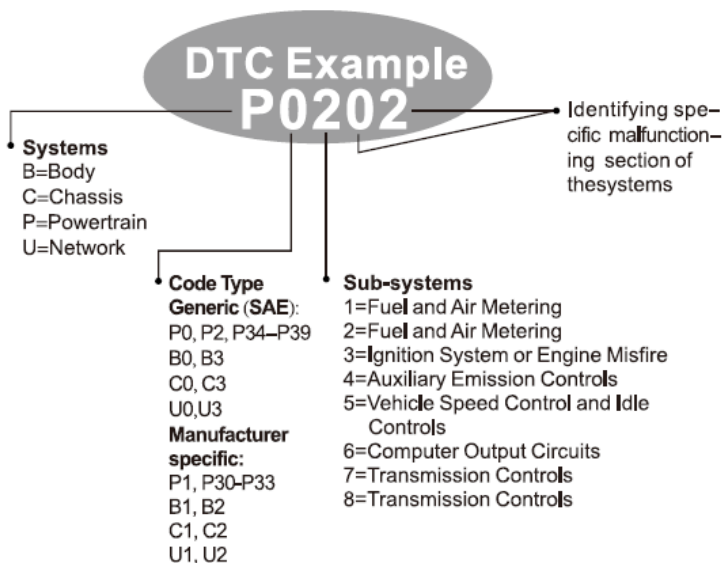 DTC Example
P0202
Systems
B=Body
C=Chassis
P=Powertrain
U=Network
Identifying spe–
cific malfunction–
ing section of
thesystems
Code Type
Generic (SAE):
P0, P2, P34–P39
B0, B3
C0, C3
U0,U3
Manufacturer
specific:
P1, P30-P33
B1, B2
C1, C2
U1, U2
Sub-systems
1=Fuel and Air Metering
2=Fuel and Air Metering
3=Ignition System or Engine Misfire
4=Auxiliary Emission Controls
5=Vehicle Speed Control and Idle
Controls
6=Computer Output Circuits
7=Transmission Controls
8=Transmission Controls